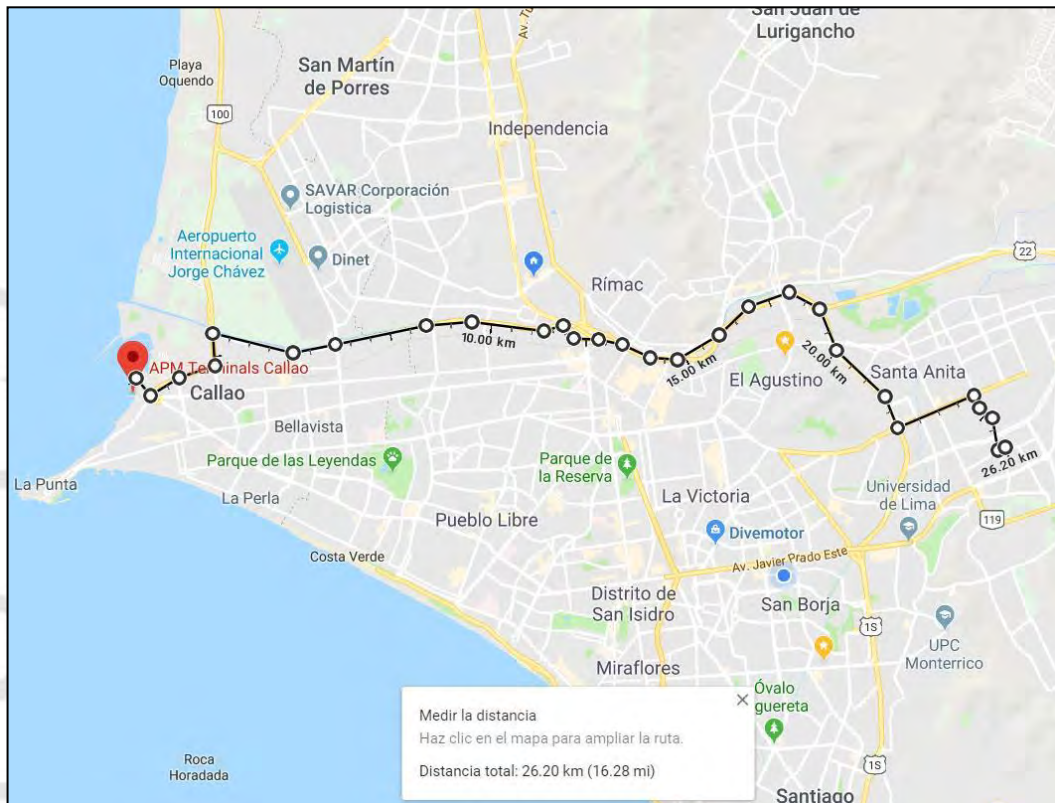 San Juan de
Lurigancho
Playa
Oquendo
San Martín
de Porres
100
Independencia
SAVAR Corporación
Logistica
Aeropuerto
Internacional
Jorge Chávez
Dinet
Rímac
22
10.00 km
15.00 km
20.00 km
APM Terminals Callao
Callao
El Agustino
Santa Anita
Bellavista
26.20 km
Parque de las Leyendas
Parque de
la Reserva
La Punta
La Perla
La Victoria
Universidad
de Lima
119
Pueblo Libre
Divemotor
Costa Verde
Av. Javier Prado Este
Distrito de
San Isidro
San Borja
1S
UPC
Monterrico
Miraflores
Óvalo
guereta
Medir la distancia
Haz clic en el mapa para ampliar la ruta.
Distancia total: 26.20 km (16.28 mi)
Roca
Horadada
1S
Santiago